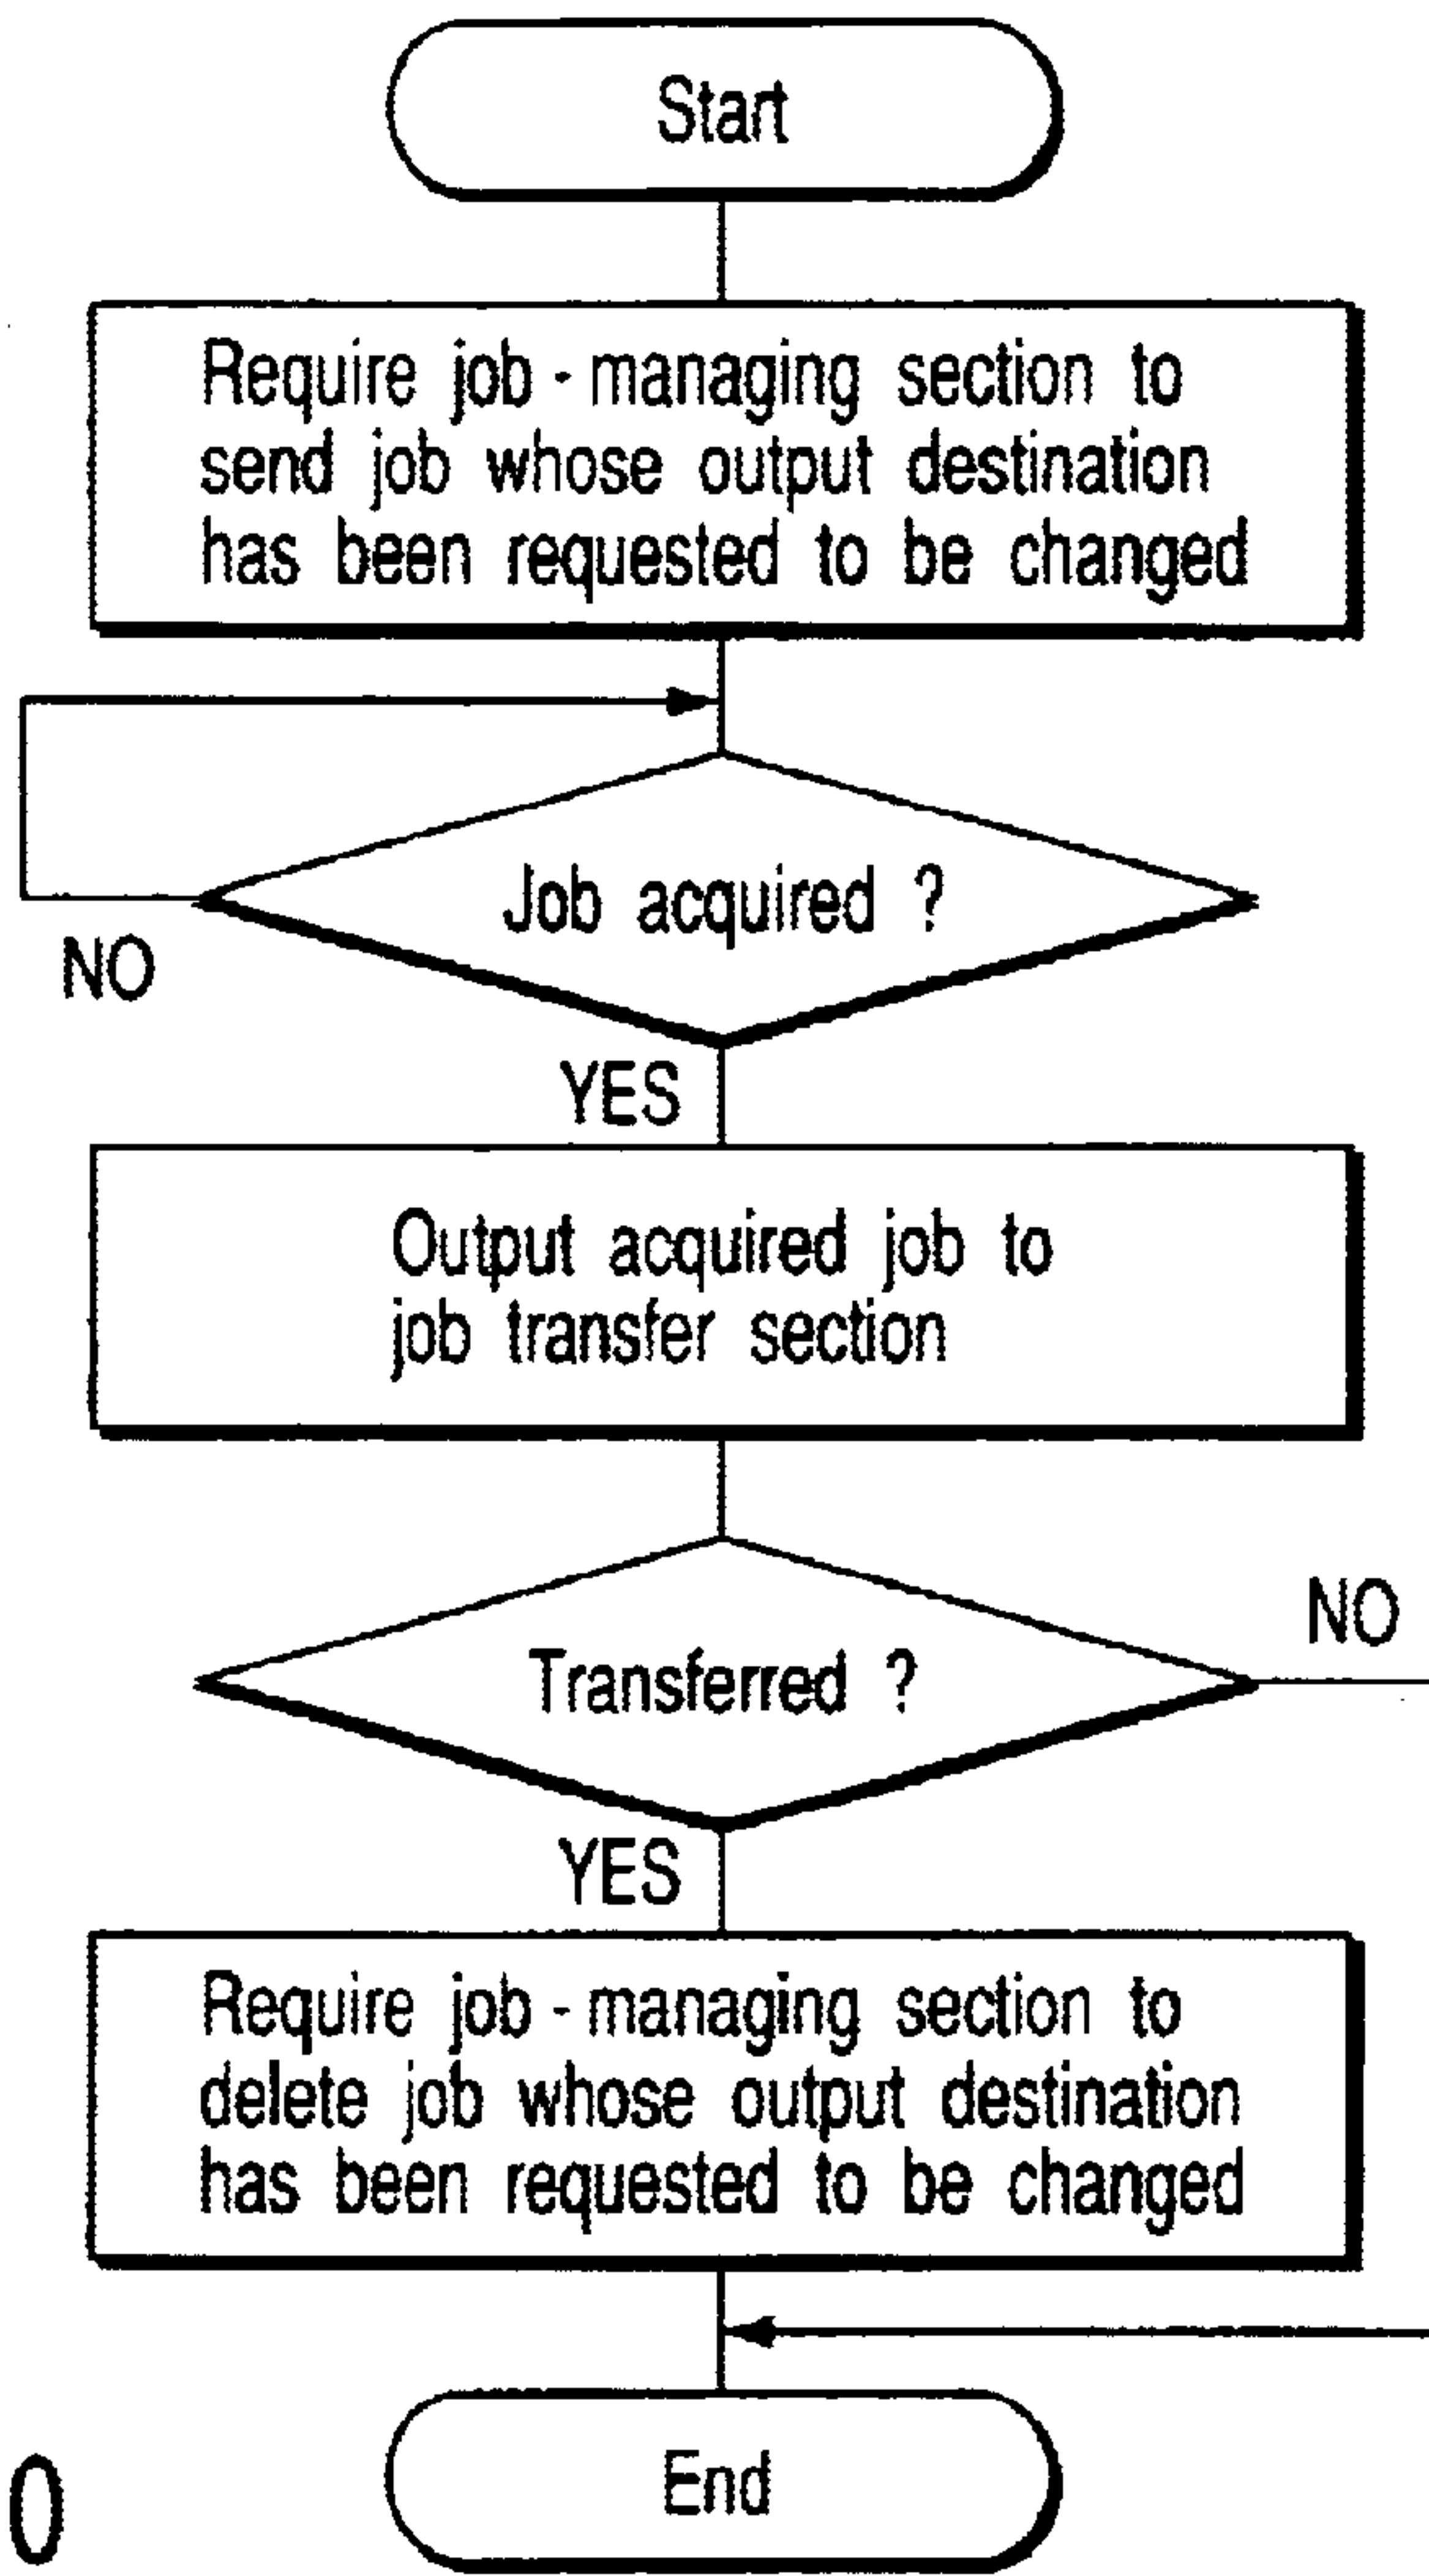 Start
Require job - managing section to
send job whose output destination
has been requested to be changed
Job acquired ?
NO
YES
Output acquired job to
job transfer section
NO
Transferred ?
YES
Require job - managing section to
delete job whose output destination
has been requested to be changed
End
0